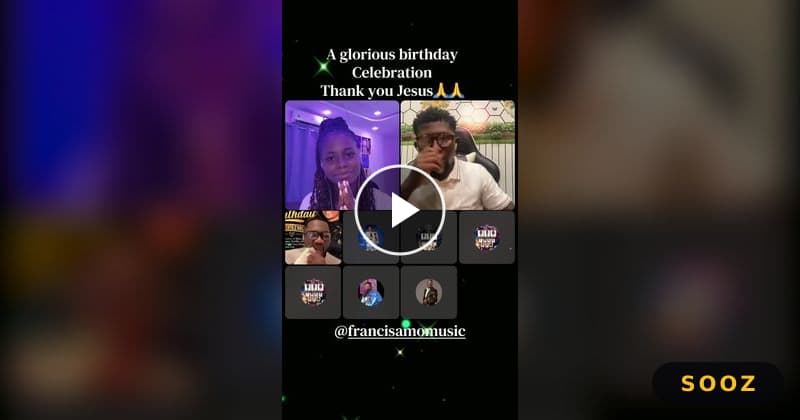 A glorious birthday
Celebration
Thank you Jesus🙏🙏
@francisamomusic
SOOZ